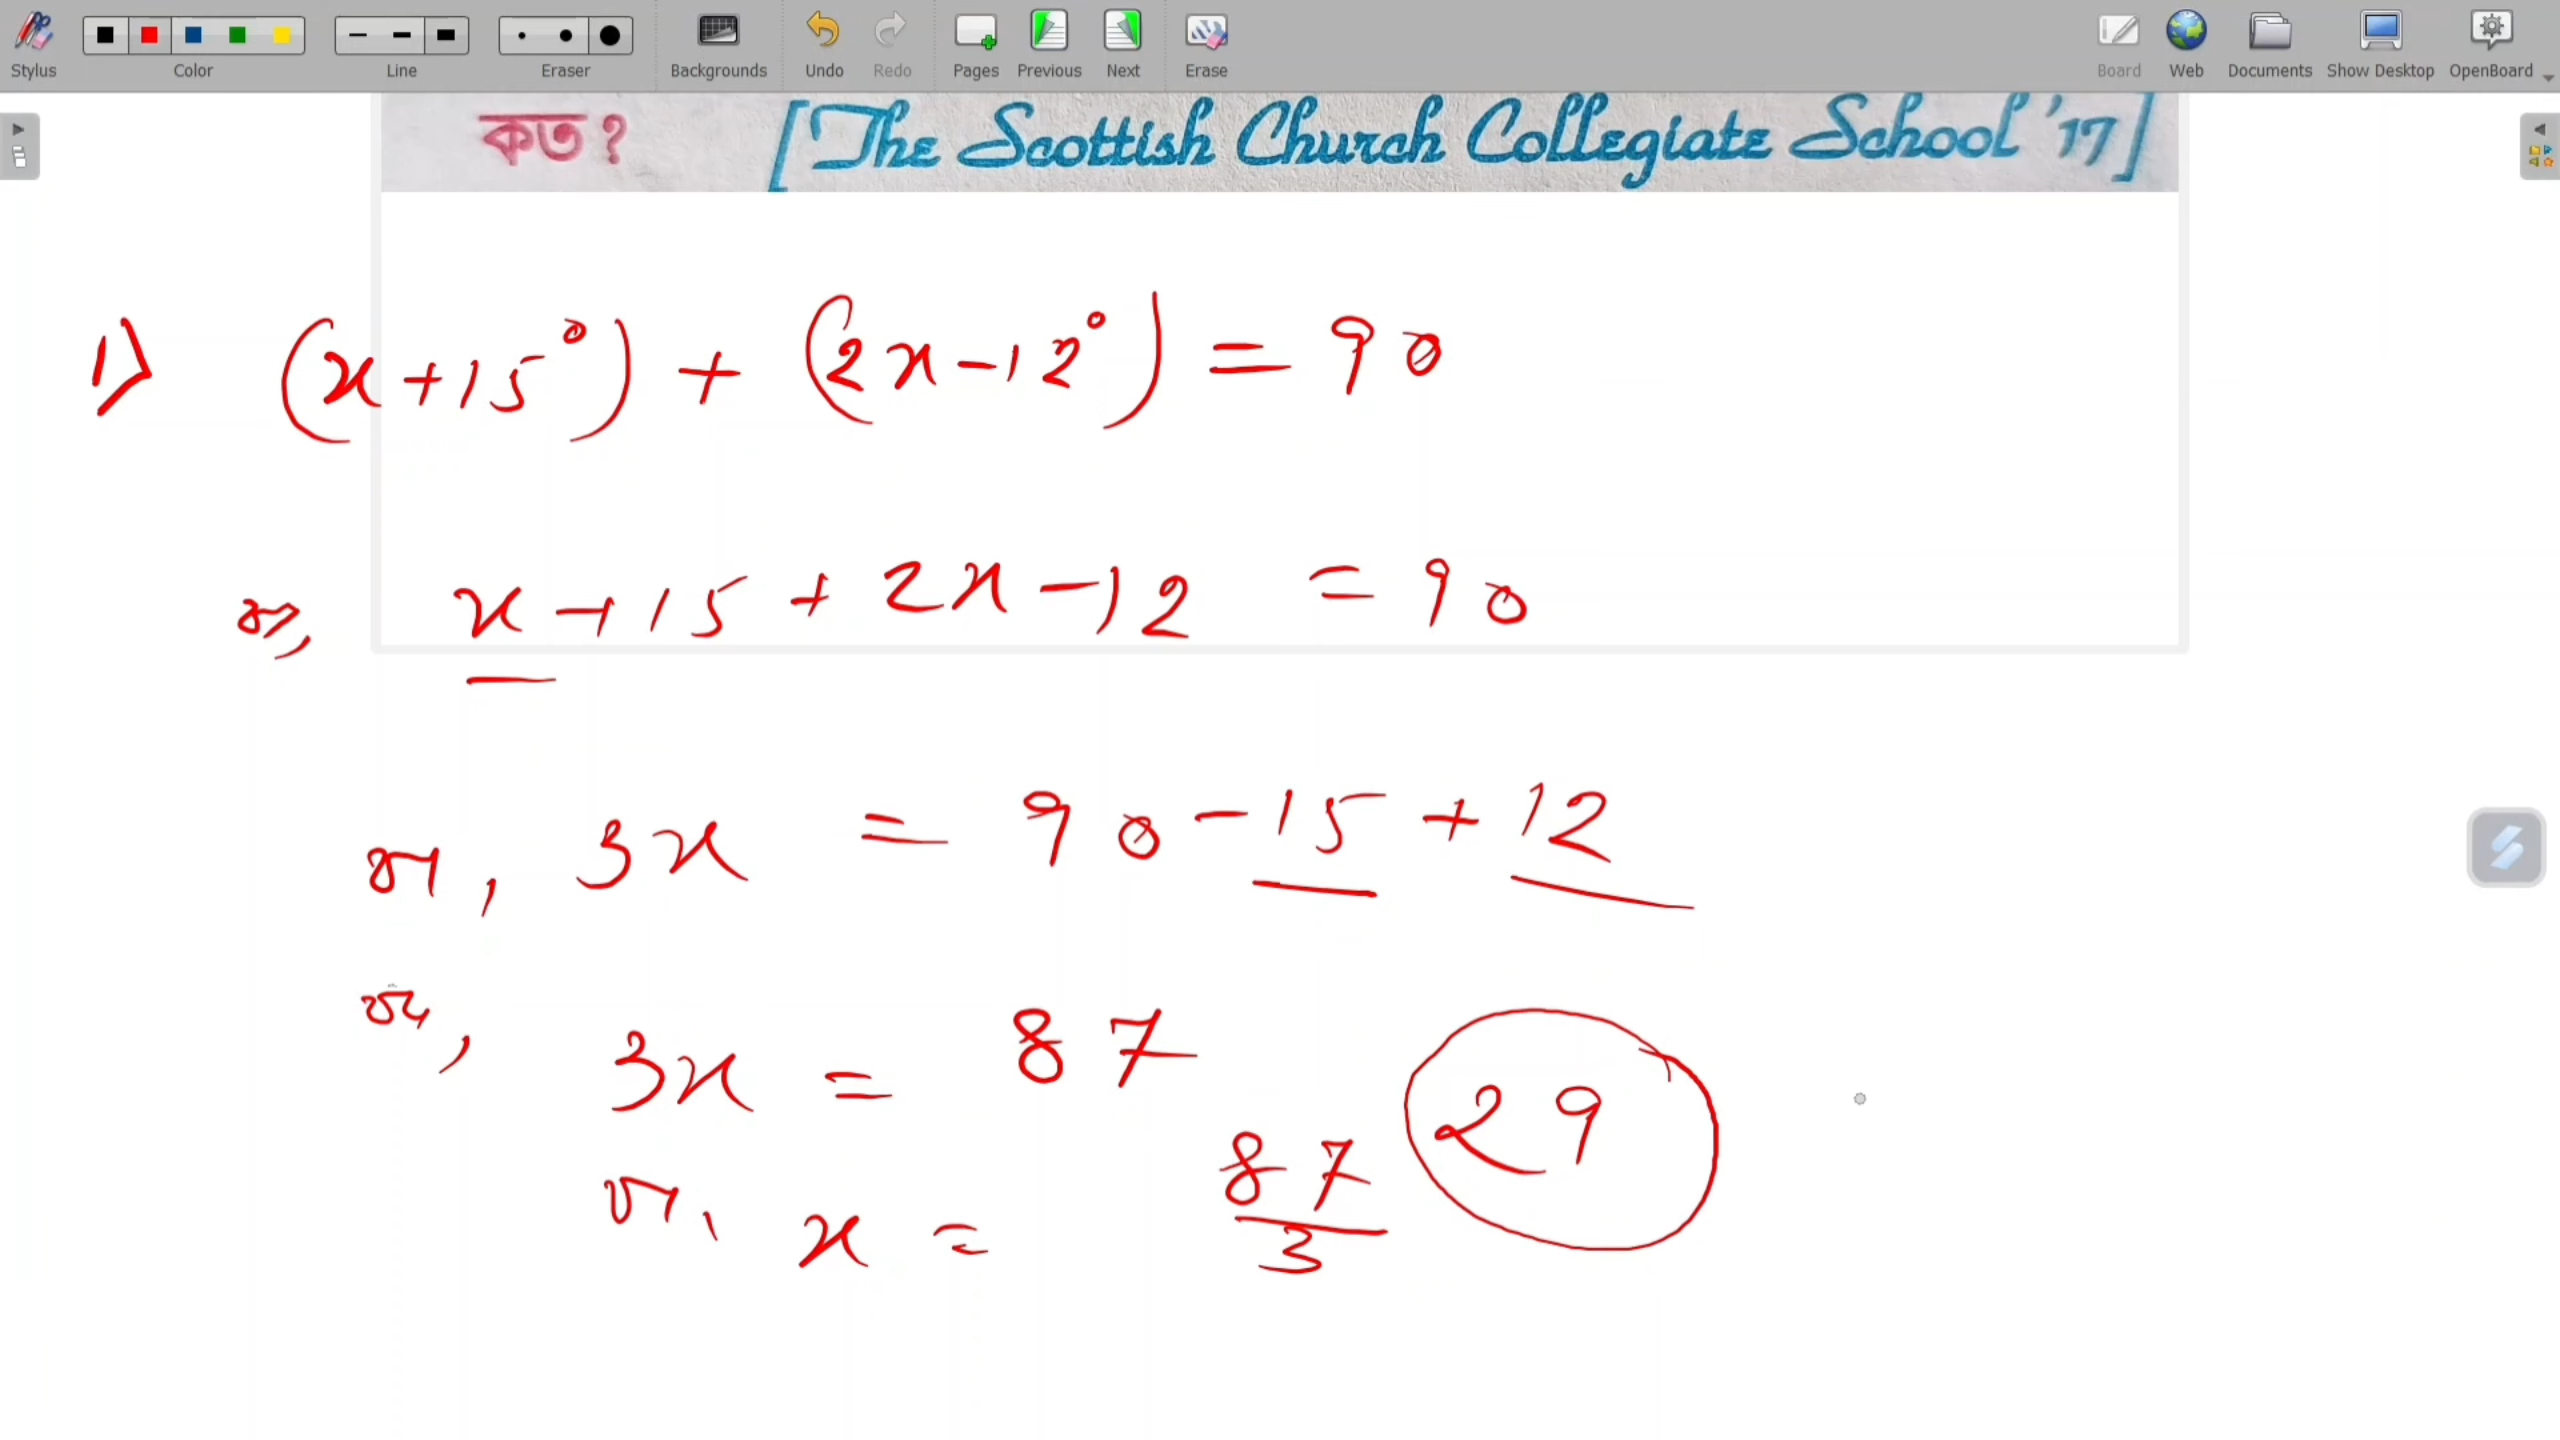 Stylus Color Line Eraser Backgrounds Undo Redo Pages Previous Next Erase Board Web Documents Show Desktop OpenBoard
কত? [The Scottish Church Collegiate School '17]
1) (x+15°) + (2x-12°) = 90
বা, x+15 + 2x-12 = 90
বা, 3x = 90-15+12
বা, 3x = 87
বা, x = 87/3 29